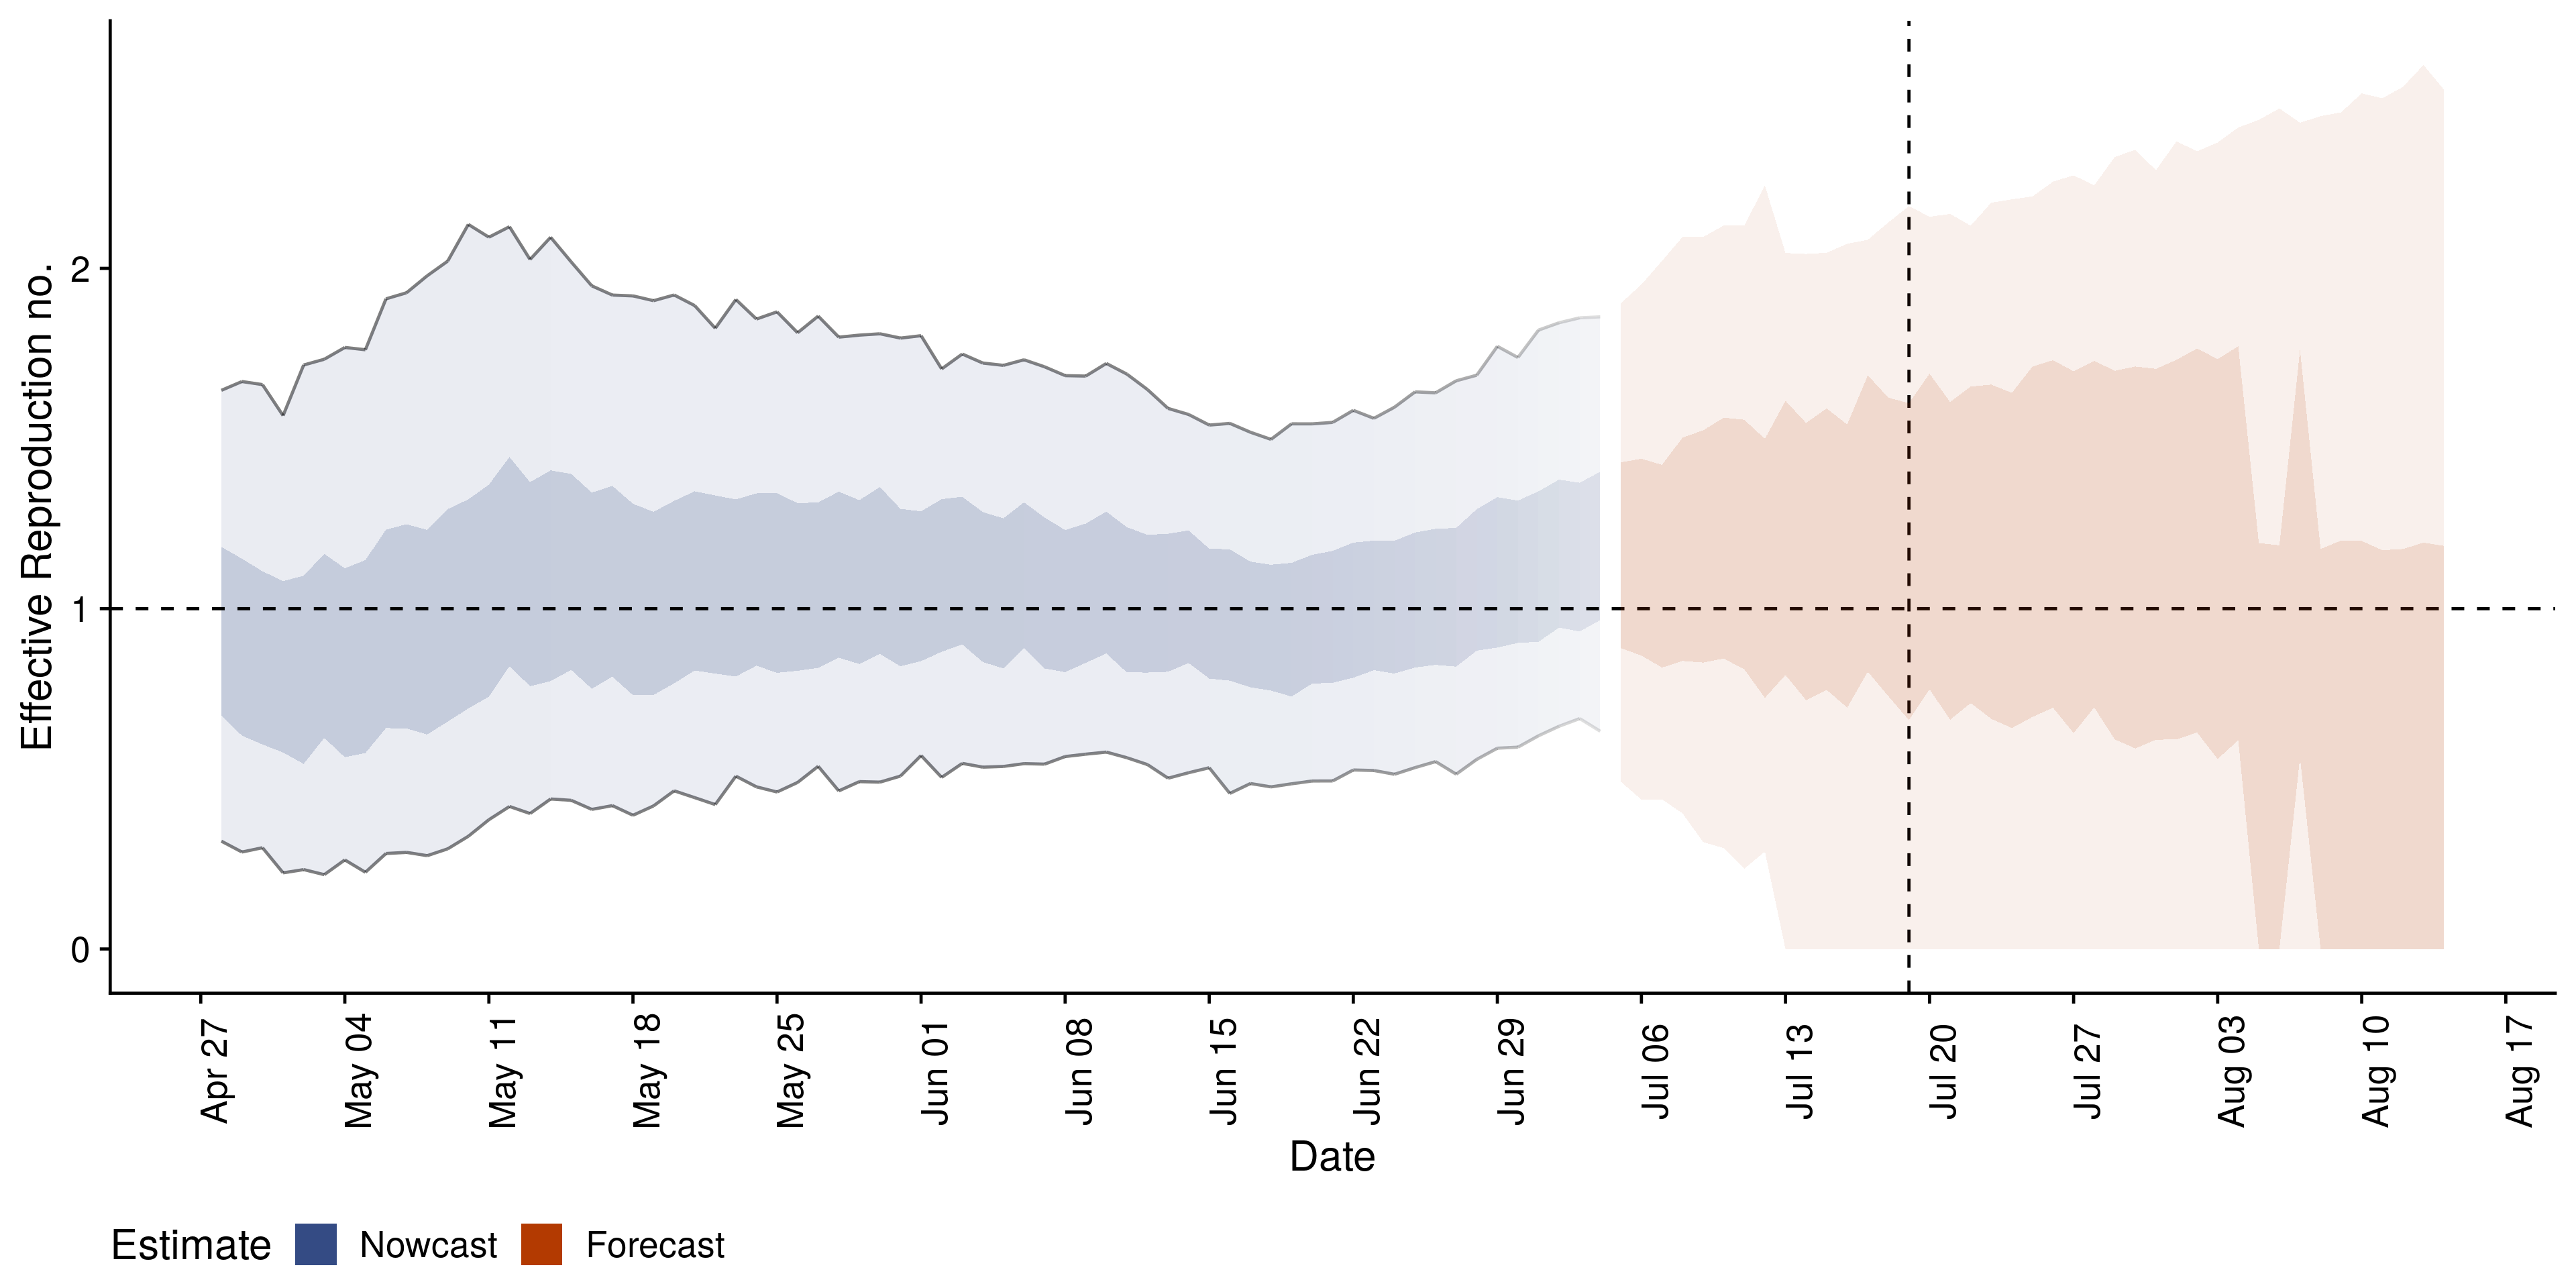 Effective Reproduction no.
2
1
0
Apr 27
May 04
May 11
May 18
May 25
Jun 01
Jun 08
Jun 15
Jun 22
Jun 29
Jul 06
Jul 13
Jul 20
Jul 27
Aug 03
Aug 10
Aug 17
Date
Estimate Nowcast Forecast